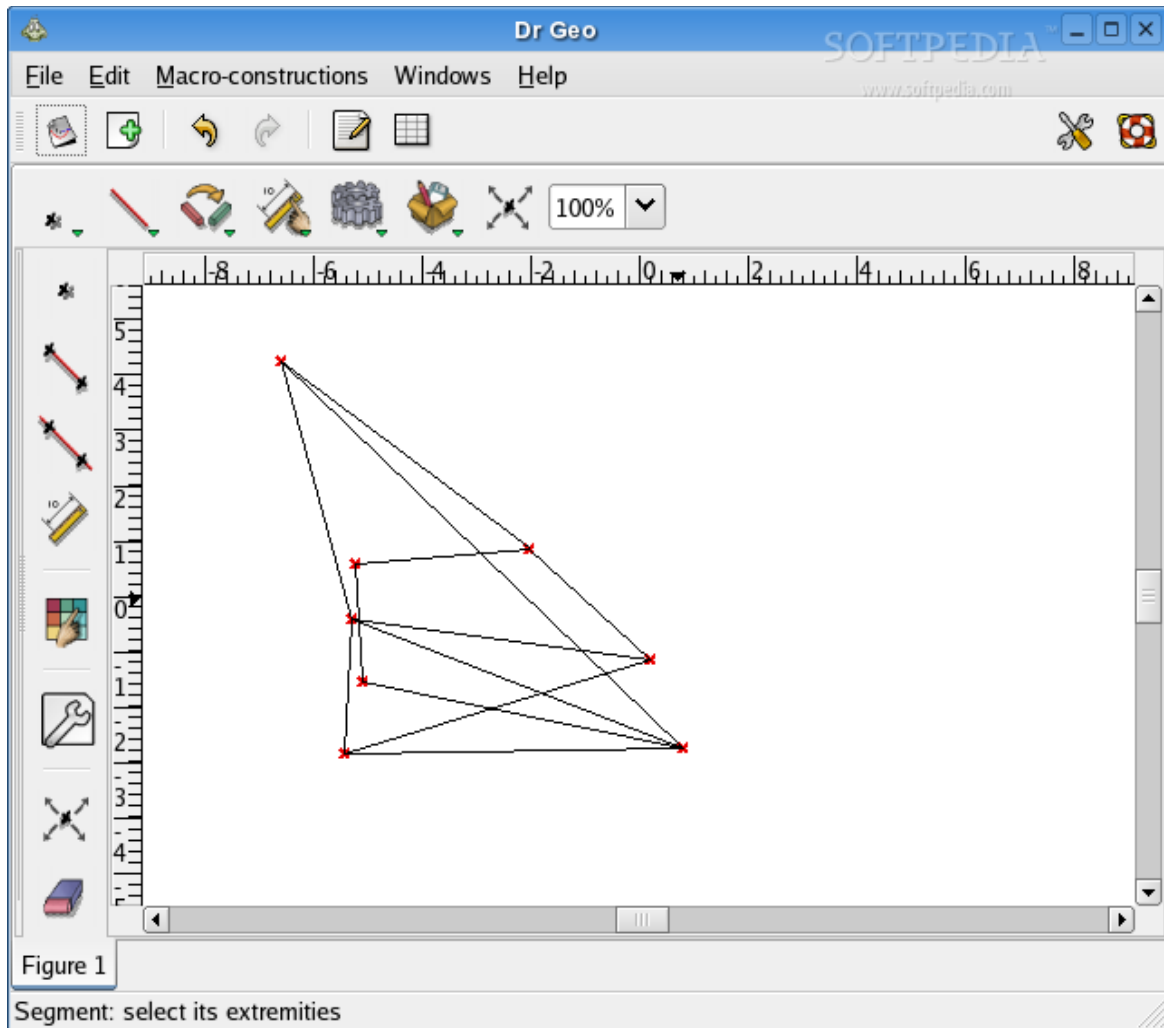 Dr Geo
SOFTPEDIA™
www.softpedia.com
File Edit Macro-constructions Windows Help
100%
-8 -6 -4 -2 0 2 4 6 8
5
4
3
2
1
0
-
1
-
2
-
3
-
4
-
Figure 1
Segment: select its extremities